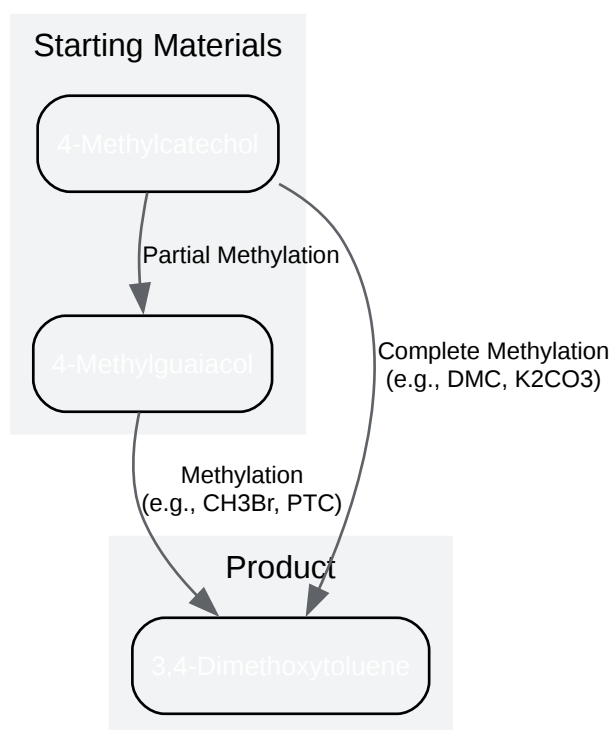 Starting Materials
4-Methylcatechol
Partial Methylation
Complete Methylation
(e.g., DMC, K2CO3)
4-Methylguaiacol
Methylation
(e.g., CH3Br, PTC)
Product
3,4-Dimethoxytoluene